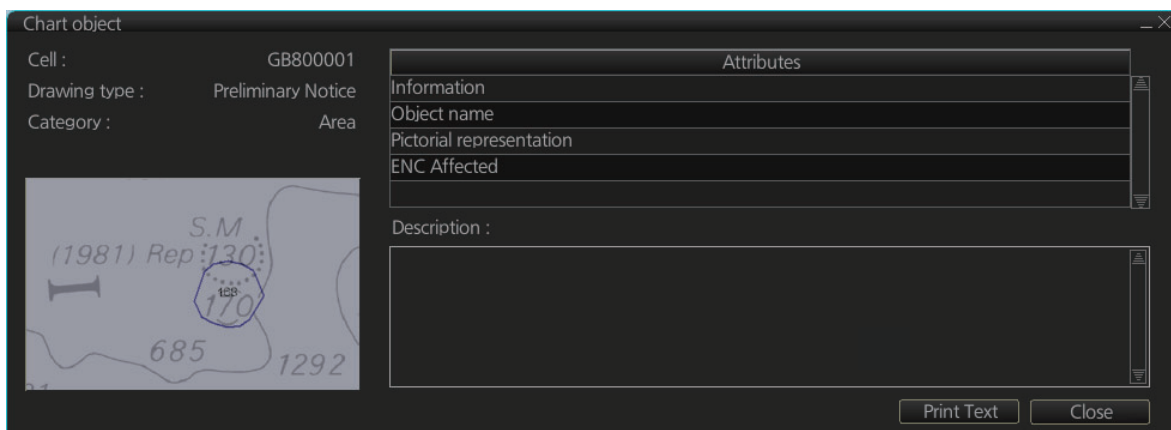 Chart object
Cell : GB800001
Drawing type : Preliminary Notice
Category : Area
Attributes
Information
Object name
Pictorial representation
ENC Affected
S.M
(1981) Rep 130
170
685
1292
Description :
Print Text
Close